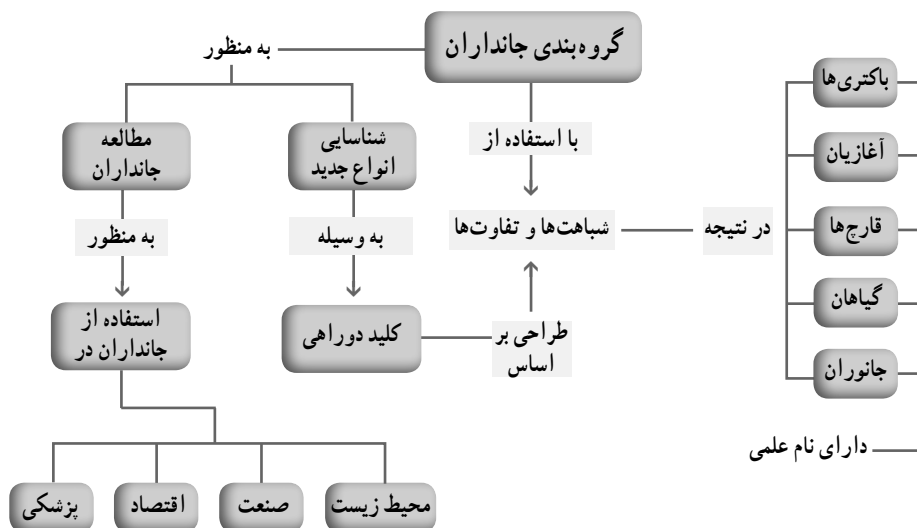 گروه‌بندی جانداران
به منظور
شناسایی
انواع جدید
مطالعه
جانداران
با استفاده از
به وسیله
به منظور
شباهت‌ها و تفاوت‌ها
در نتیجه
باکتری‌ها
آغازیان
قارچ‌ها
گیاهان
جانوران
کلید دوراهی
طراحی بر
اساس
استفاده از
جانداران در
محیط زیست
صنعت
اقتصاد
پزشکی
دارای نام علمی